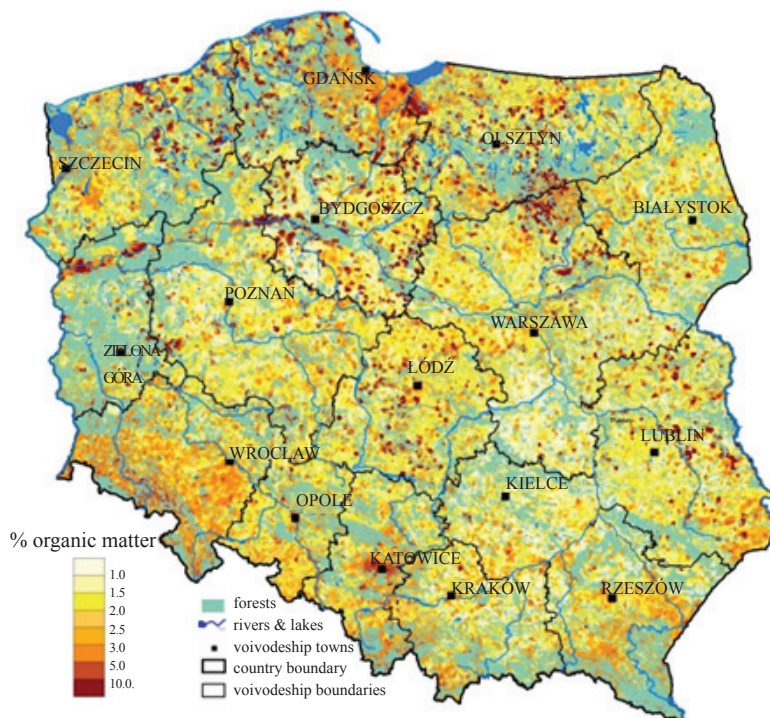 GDAŃSK
OLSZTYN
SZCZECIN
BYDGOSZCZ
BIAŁYSTOK
POZNAŃ
WARSZAWA
ZIELONA
GÓRA
ŁÓDŹ
LUBLIN
WROCŁAW
KIELCE
OPOLE
% organic matter
KATOWICE
1.0
KRAKÓW
RZESZÓW
1.5
2.0
2.5
3.0
5.0
10.0.
forests
rivers & lakes
voivodeship towns
country boundary
voivodeship boundaries